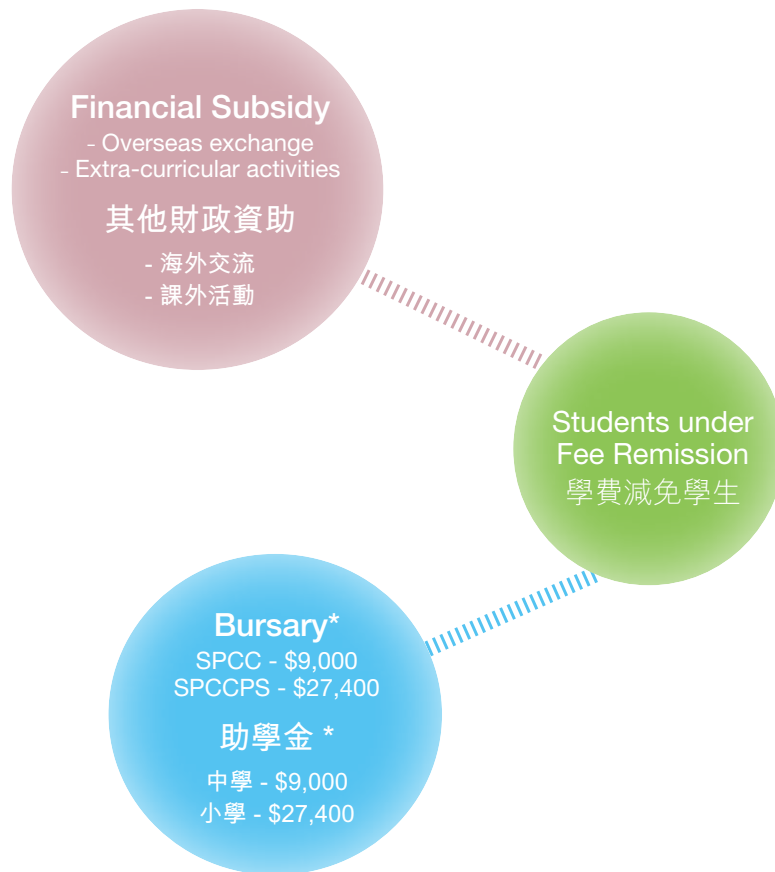 Financial Subsidy
- Overseas exchange
- Extra-curricular activities
其他財政資助
- 海外交流
- 課外活動
Students under
Fee Remission
學費減免學生
Bursary*
SPCC - $9,000
SPCCPS - $27,400
助學金 *
中學 - $9,000
小學 - $27,400